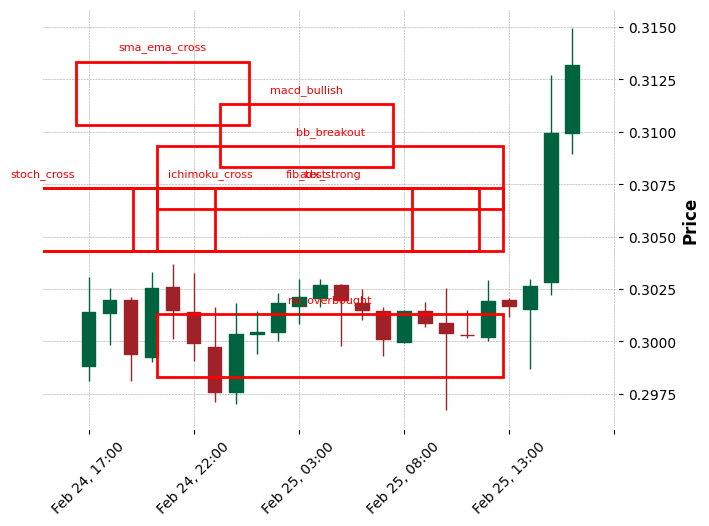 sma_ema_cross
macd_bullish
bb_breakout
stoch_cross
ichimoku_cross
rsi_overbought
0.3150
0.3125
0.3100
0.3075
0.3050
0.3025
0.3000
0.2975
Price
Feb 24, 17:00
Feb 24, 22:00
Feb 25, 03:00
Feb 25, 08:00
Feb 25, 13:00